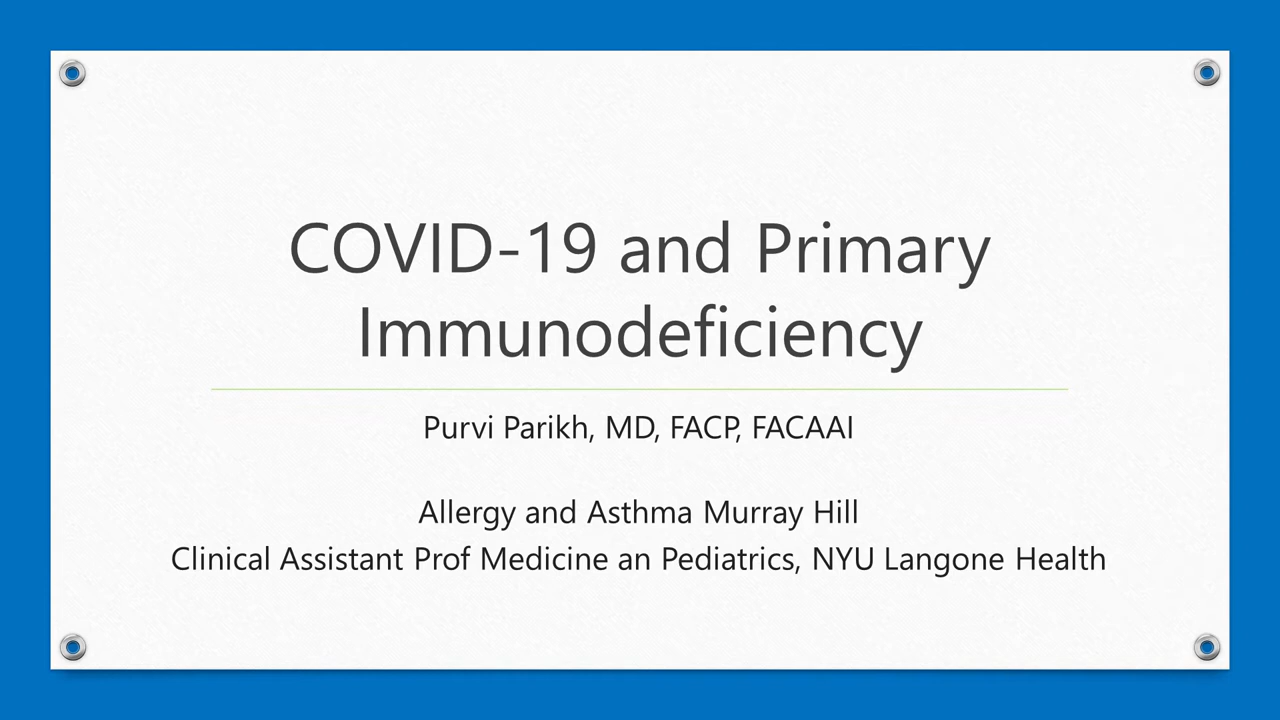 COVID-19 and Primary
Immunodeficiency
Purvi Parikh, MD, FACP, FACAAI
Allergy and Asthma Murray Hill
Clinical Assistant Prof Medicine an Pediatrics, NYU Langone Health